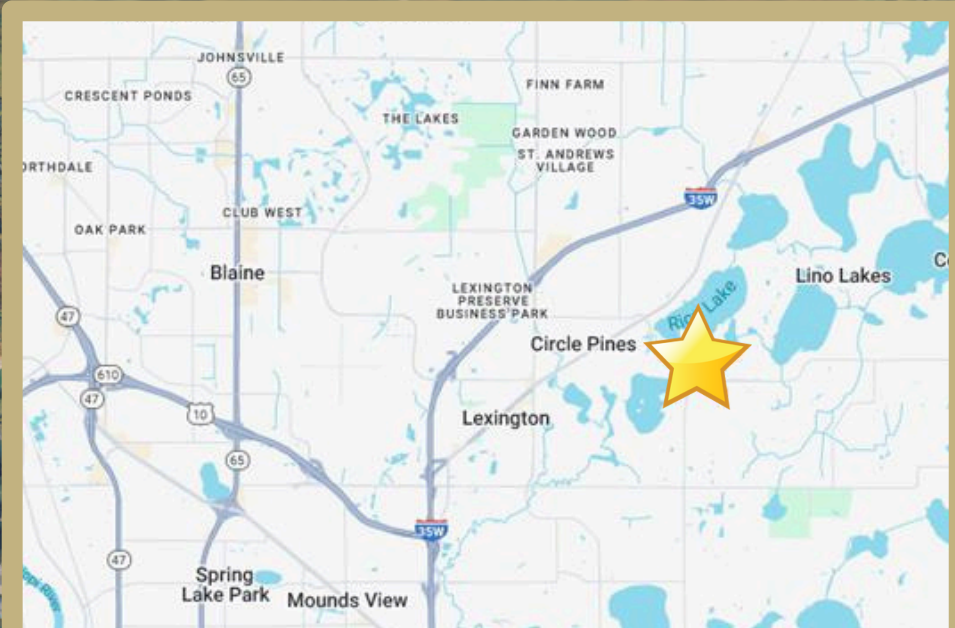 JOHNSVILLE
65
CRESCENT PONDS
FINN FARM
THE LAKES
GARDEN WOOD
ORTHDALE
ST. ANDREWS
VILLAGE
35W
CLUB WEST
OAK PARK
Blaine
Lino Lakes
LEXINGTON
PRESERVE
BUSINESS PARK
Lake
47
Circle Pines
610
47
10
Lexington
65
35W
47
Spring
Lake Park
Mounds View